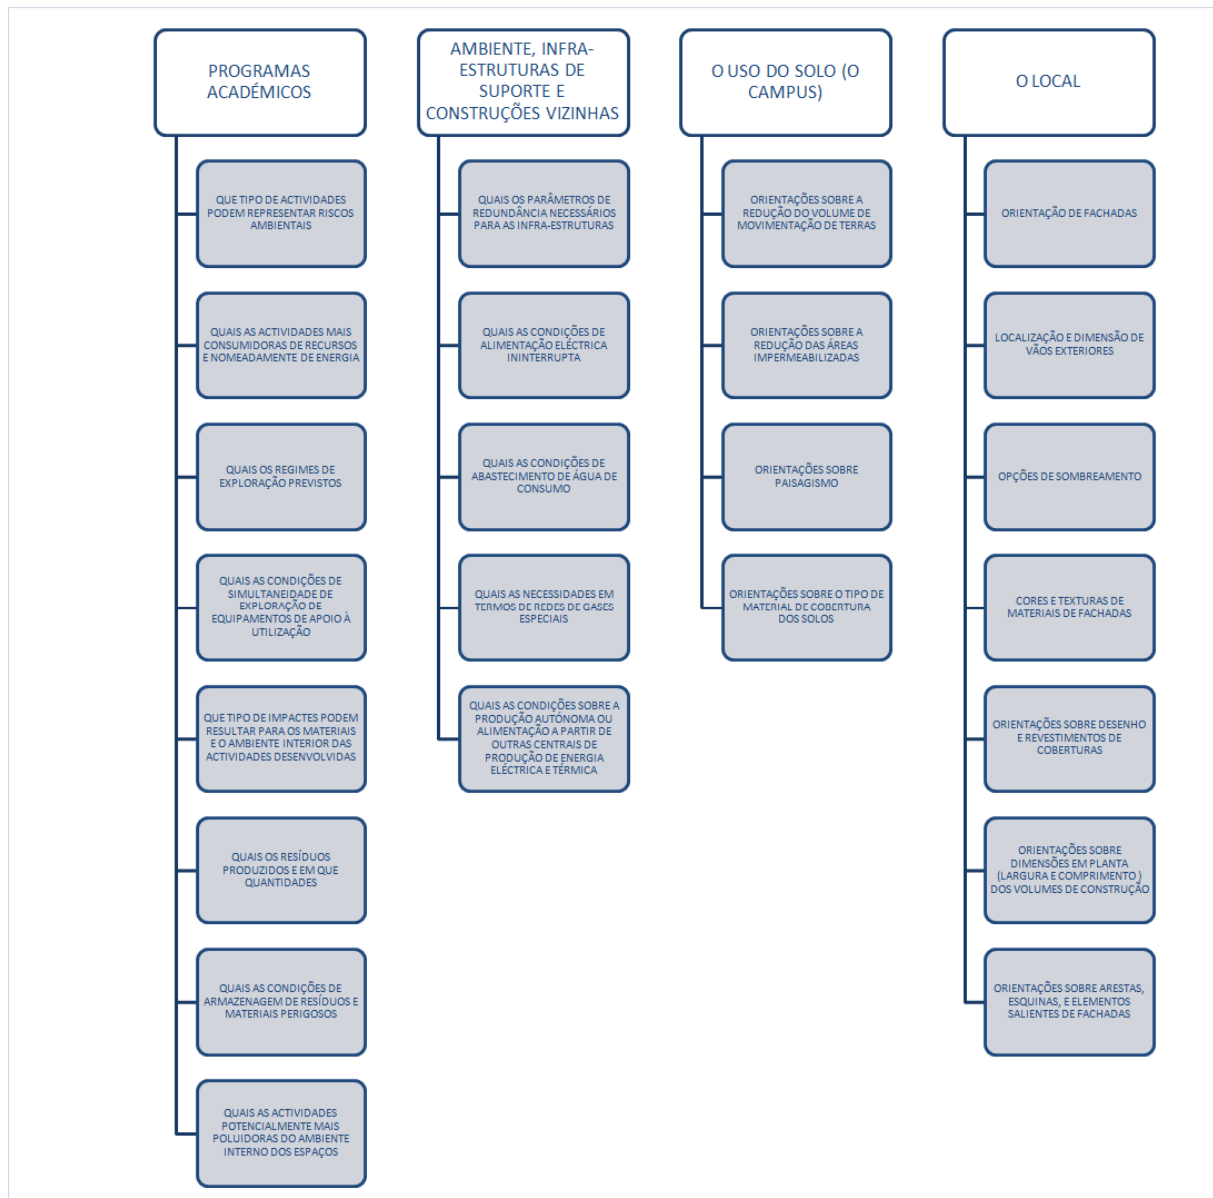 PROGRAMAS
ACADÉMICOS
QUE TIPO DE ACTIVIDADES
PODEM REPRESENTAR RISCOS
AMBIENTAIS
QUAIS AS ACTIVIDADES MAIS
CONSUMIDORAS DE RECURSOS
E NOMEADAMENTE DE ENERGIA
QUAIS OS REGIMES DE
EXPLORAÇÃO PREVISTOS
QUAIS AS CONDIÇÕES DE
SIMULTANEIDADE DE
EXPLORAÇÃO DE
EQUIPAMENTOS DE APOIO À
UTILIZAÇÃO
QUE TIPO DE IMPACTES PODEM
RESULTAR PARA OS MATERIAIS
E O AMBIENTE INTERIOR DAS
ACTIVIDADES DESENVOLVIDAS
QUAIS OS RESÍDUOS
PRODUZIDOS E EM QUE
QUANTIDADES
QUAIS AS CONDIÇÕES DE
ARMAZENAGEM DE RESÍDUOS E
MATERIAIS PERIGOSOS
QUAIS AS ACTIVIDADES
POTENCIALMENTE MAIS
POLUIDORAS DO AMBIENTE
INTERNO DOS ESPAÇOS
AMBIENTE, INFRA-
ESTRUTURAS DE
SUPORTE E
CONSTRUÇÕES VIZINHAS
QUAIS OS PARÂMETROS DE
REDUNDÂNCIA NECESSÁRIOS
PARA AS INFRA-ESTRUTURAS
QUAIS AS CONDIÇÕES DE
ALIMENTAÇÃO ELÉCTRICA
ININTERRUPTA
QUAIS AS CONDIÇÕES DE
ABASTECIMENTO DE ÁGUA DE
CONSUMO
QUAIS AS NECESSIDADES EM
TERMOS DE REDES DE GASES
ESPECIAIS
QUAIS AS CONDIÇÕES SOBRE A
PRODUÇÃO AUTÓNOMA OU
ALIMENTAÇÃO A PARTIR DE
OUTRAS CENTRAIS DE
PRODUÇÃO DE ENERGIA
ELÉCTRICA E TÉRMICA
O USO DO SOLO (O
CAMPUS)
ORIENTAÇÕES SOBRE A
REDUÇÃO DO VOLUME DE
MOVIMENTAÇÃO DE TERRAS
ORIENTAÇÕES SOBRE A
REDUÇÃO DAS ÁREAS
IMPERMEABILIZADAS
ORIENTAÇÕES SOBRE
PAISAGISMO
ORIENTAÇÕES SOBRE O TIPO DE
MATERIAL DE COBERTURA
DOS SOLOS
O LOCAL
ORIENTAÇÃO DE FACHADAS
LOCALIZAÇÃO E DIMENSÃO DE
VÃOS EXTERIORES
OPÇÕES DE SOMBREAMENTO
CORES E TEXTURAS DE
MATERIAIS DE FACHADAS
ORIENTAÇÕES SOBRE DESENHO
E REVESTIMENTOS DE
COBERTURAS
ORIENTAÇÕES SOBRE
DIMENSÕES EM PLANTA
(LARGURA E COMPRIMENTO )
DOS VOLUMES DE CONSTRUÇÃO
ORIENTAÇÕES SOBRE ARESTAS,
ESQUINAS, E ELEMENTOS
SALIENTES DE FACHADAS